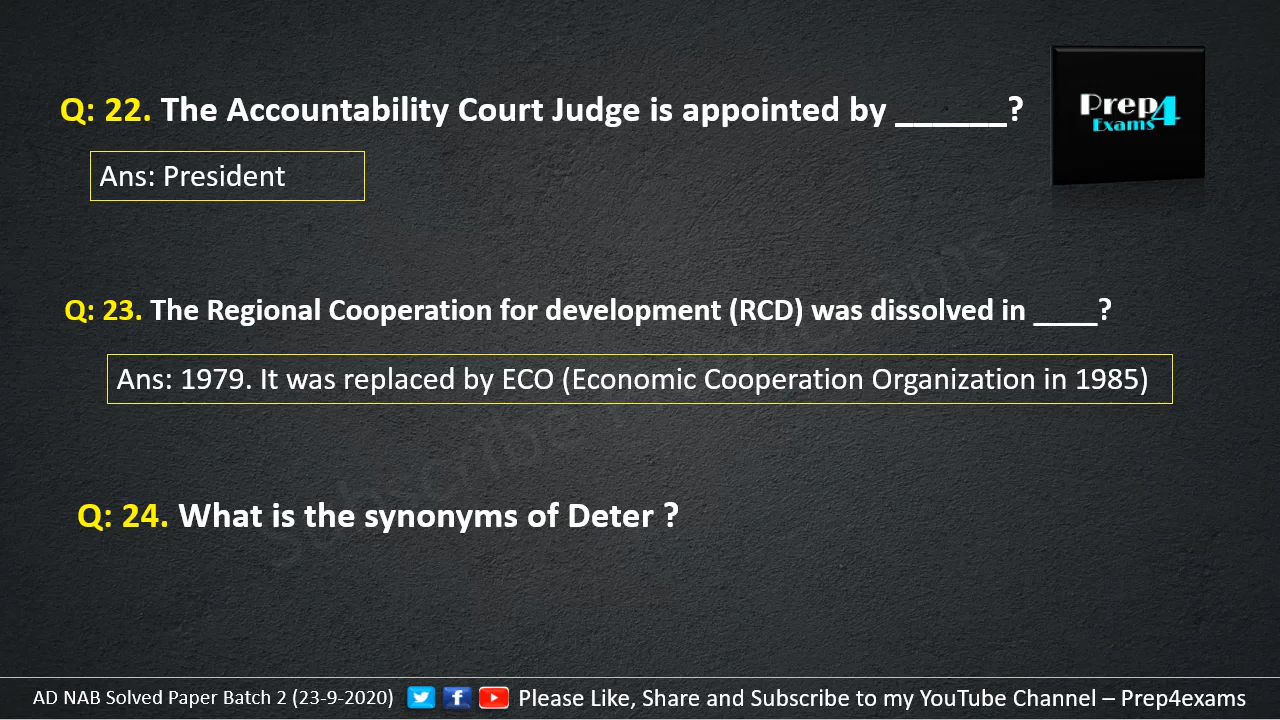 Q: 22. The Accountability Court Judge is appointed by ______?
Prep4
Exams
Ans: President
Q: 23. The Regional Cooperation for development (RCD) was dissolved in ____?
Ans: 1979. It was replaced by ECO (Economic Cooperation Organization in 1985)
Q: 24. What is the synonyms of Deter ?
AD NAB Solved Paper Batch 2 (23-9-2020) Please Like, Share and Subscribe to my YouTube Channel – Prep4exams